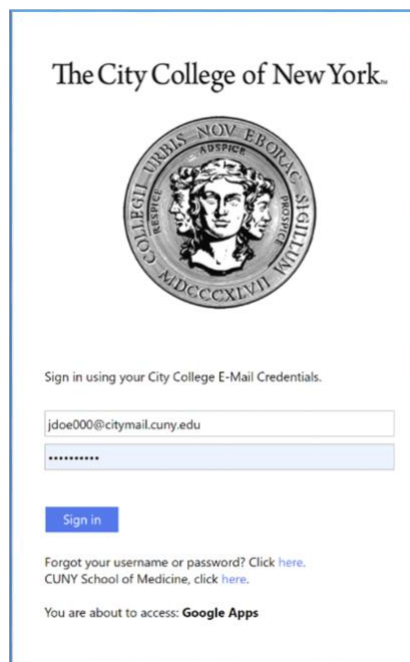 The City College of New York™
COLLEGII URBIS NOV EBORAC SIGILLUM
RESPICE ADSPICE PROSPICE
MDCCCXLVII
Sign in using your City College E-Mail Credentials.
jdoe000@citymail.cuny.edu
••••••••••
Sign in
Forgot your username or password? Click here.
CUNY School of Medicine, click here.
You are about to access: Google Apps